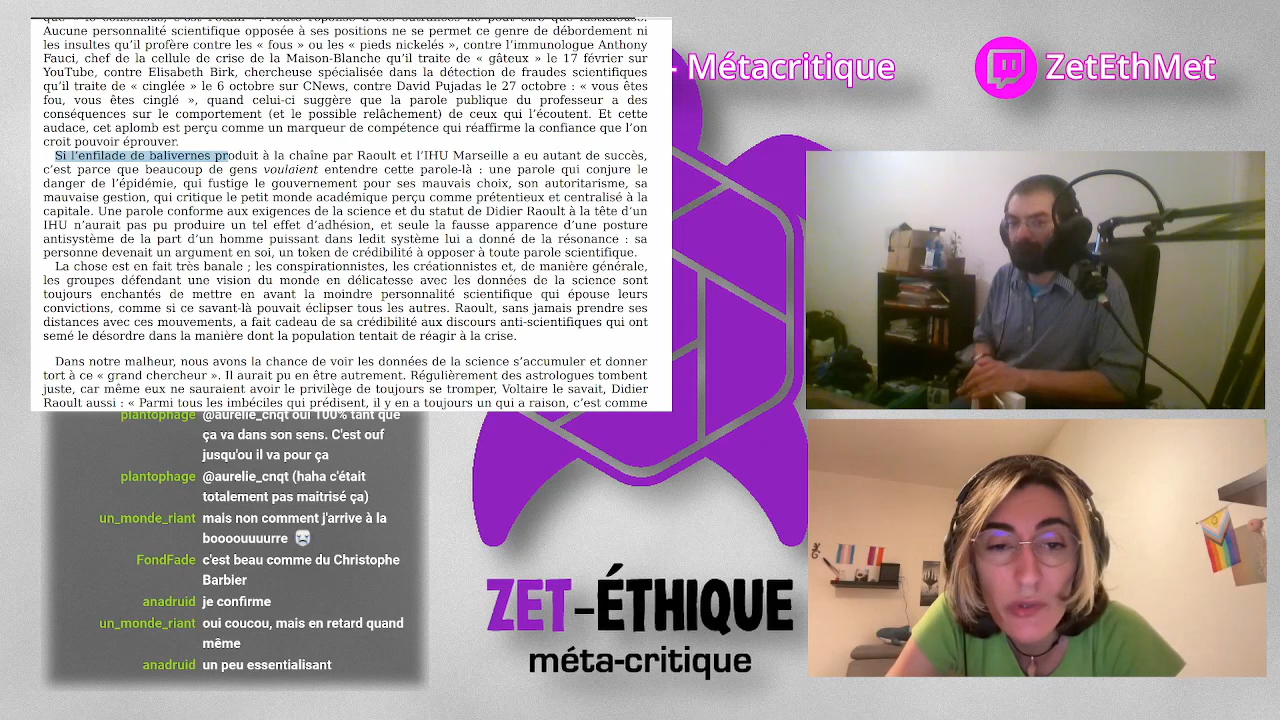 que « le consensus, c'est Pétain ». Toute réponse à ces outrances ne peut être que fastidieuse.
Aucune personnalité scientifique opposée à ses positions ne se permet ce genre de débordement ni
les insultes qu'il profère contre les « fous » ou les « pieds nickelés », contre l'immunologue Anthony
Fauci, chef de la cellule de crise de la Maison-Blanche qu'il traite de « gâteux » le 17 février sur
YouTube, contre Elisabeth Birk, chercheuse spécialisée dans la détection de fraudes scientifiques
qu'il traite de « cinglée » le 6 octobre sur CNews, contre David Pujadas le 27 octobre : « vous êtes
fou, vous êtes cinglé », quand celui-ci suggère que la parole publique du professeur a des
conséquences sur le comportement (et le possible relâchement) de ceux qui l'écoutent. Et cette
audace, cet aplomb est perçu comme un marqueur de compétence qui réaffirme la confiance que l'on
croit pouvoir éprouver.
Si l'enfilade de balivernes produit à la chaîne par Raoult et l'IHU Marseille a eu autant de succès,
c'est parce que beaucoup de gens voulaient entendre cette parole-là : une parole qui conjure le
danger de l'épidémie, qui fustige le gouvernement pour ses mauvais choix, son autoritarisme, sa
mauvaise gestion, qui critique le petit monde académique perçu comme prétentieux et centralisé à la
capitale. Une parole conforme aux exigences de la science et du statut de Didier Raoult à la tête d'un
IHU n'aurait pas pu produire un tel effet d'adhésion, et seule la fausse apparence d'une posture
antisystème de la part d'un homme puissant dans ledit système lui a donné de la résonance : sa
personne devenait un argument en soi, un token de crédibilité à opposer à toute parole scientifique.
La chose est en fait très banale ; les conspirationnistes, les créationnistes et, de manière générale,
les groupes défendant une vision du monde en délicatesse avec les données de la science sont
toujours enchantés de mettre en avant la moindre personnalité scientifique qui épouse leurs
convictions, comme si ce savant-là pouvait éclipser tous les autres. Raoult, sans jamais prendre ses
distances avec ces mouvements, a fait cadeau de sa crédibilité aux discours anti-scientifiques qui ont
semé le désordre dans la manière dont la population tentait de réagir à la crise.
Dans notre malheur, nous avons la chance de voir les données de la science s'accumuler et donner
tort à ce « grand chercheur ». Il aurait pu en être autrement. Régulièrement des astrologues tombent
juste, car même eux ne sauraient avoir le privilège de toujours se tromper, Voltaire le savait, Didier
Raoult aussi : « Parmi tous les imbéciles qui prédisent, il y en a toujours un qui a raison, c'est comme
- Métacritique
ZetEthMet
plantophage @aurelie_cnqt oui 100% tant que
ça va dans son sens. C'est ouf
jusqu'ou il va pour ça
plantophage @aurelie_cnqt (haha c'était
totalement pas maitrisé ça)
un_monde_riant mais non comment j'arrive à la
boooouuuurre
FondFade c'est beau comme du Christophe
Barbier
anadruid je confirme
un_monde_riant oui coucou, mais en retard quand
même
anadruid un peu essentialisant
ZET-ÉTHIQUE
méta-critique